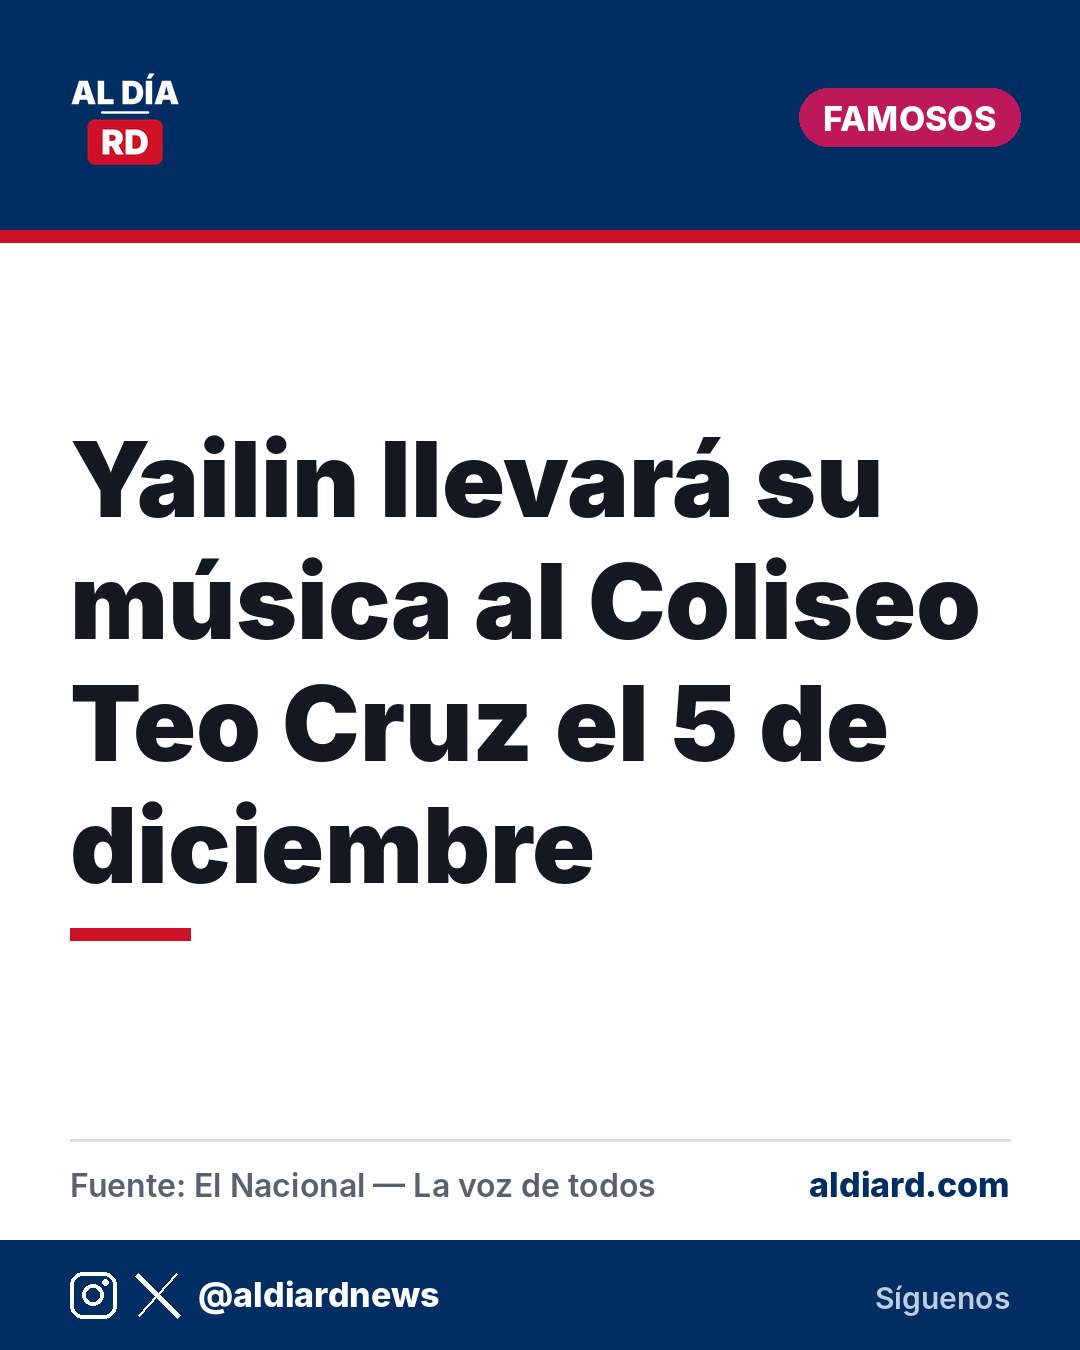 AL DÍA
RD
FAMOSOS
Yailin llevará su
música al Coliseo
Teo Cruz el 5 de
diciembre
Fuente: El Nacional — La voz de todos
aldiard.com
@aldiardnews
Síguenos